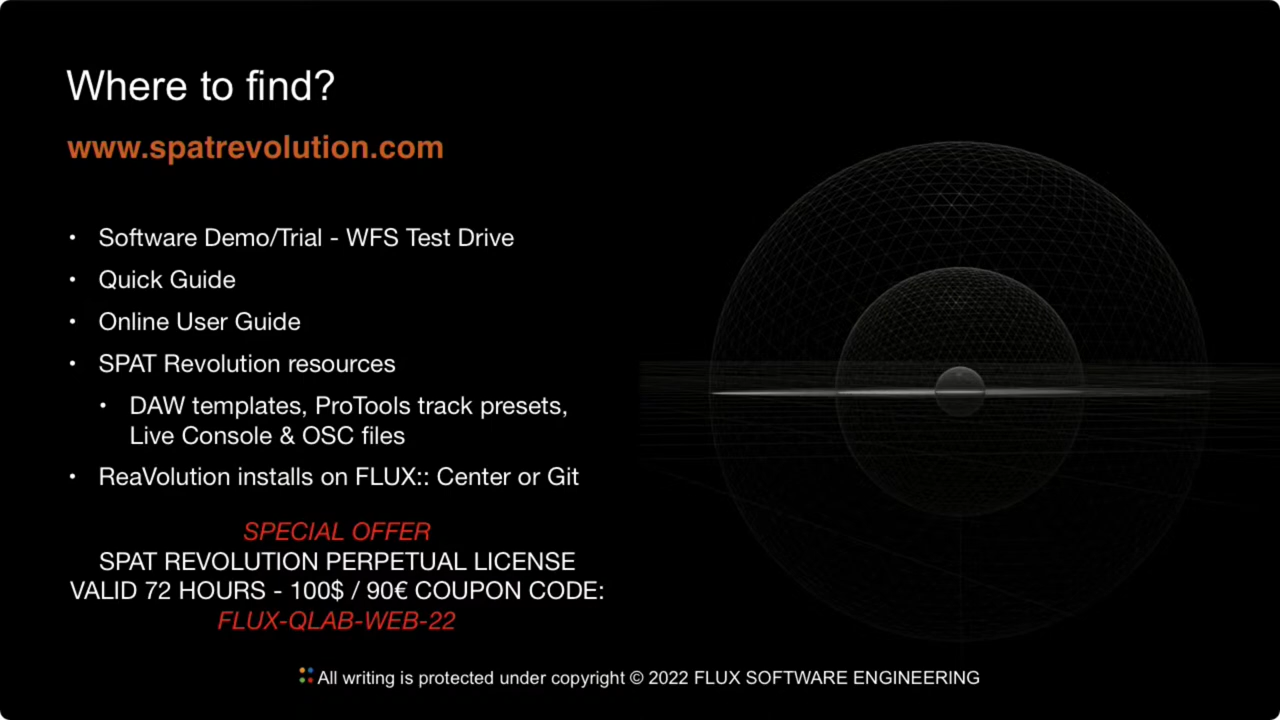 Where to find?
www.spatrevolution.com
• Software Demo/Trial - WFS Test Drive
• Quick Guide
• Online User Guide
• SPAT Revolution resources
• DAW templates, ProTools track presets,
Live Console & OSC files
• ReaVolution installs on FLUX:: Center or Git
SPECIAL OFFER
SPAT REVOLUTION PERPETUAL LICENSE
VALID 72 HOURS - 100$ / 90€ COUPON CODE:
FLUX-QLAB-WEB-22
All writing is protected under copyright © 2022 FLUX SOFTWARE ENGINEERING